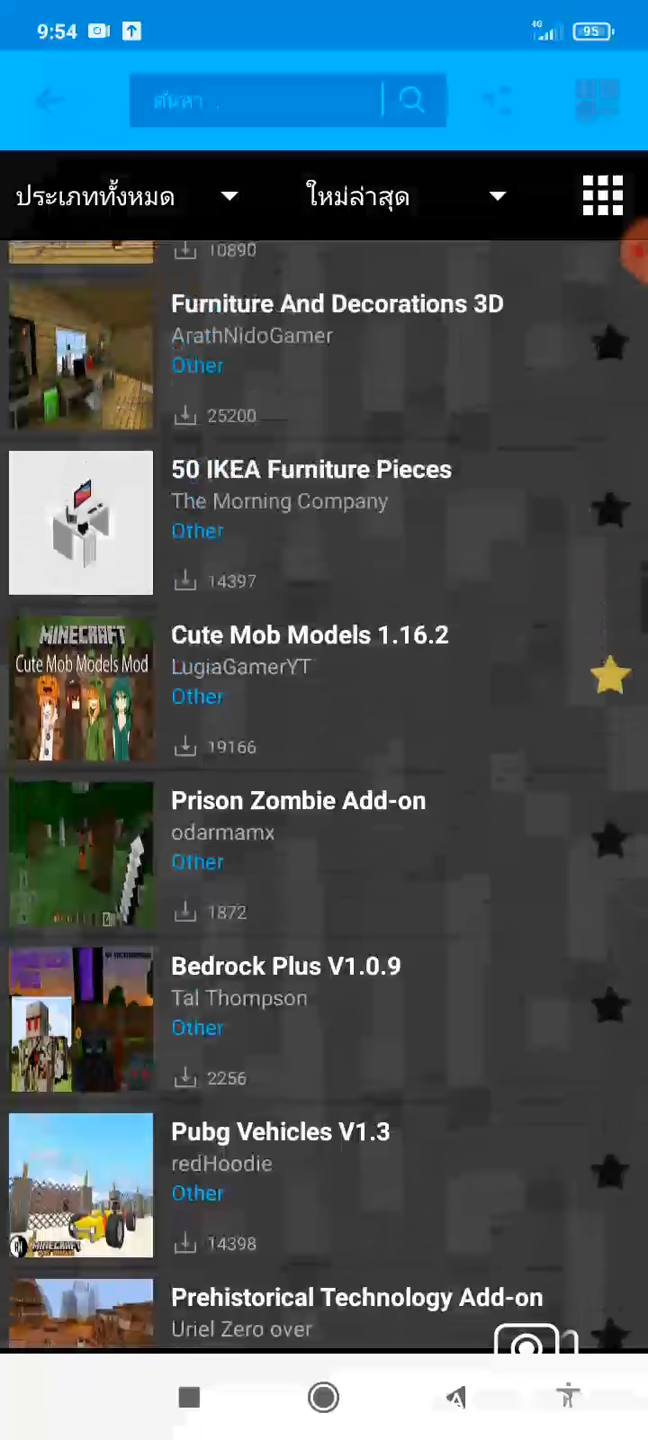 9:54
4G
95
ค้นหา .
ประเภททั้งหมด
ใหม่ล่าสุด
10890
Furniture And Decorations 3D
ArathNidoGamer
Other
25200
50 IKEA Furniture Pieces
The Morning Company
Other
14397
MINECRAFT
Cute Mob Models Mod
Cute Mob Models 1.16.2
LugiaGamerYT
Other
19166
Prison Zombie Add-on
odarmamx
Other
1872
Bedrock Plus V1.0.9
Tal Thompson
Other
2256
Pubg Vehicles V1.3
redHoodie
Other
14398
MINECRAFT
Prehistorical Technology Add-on
Uriel Zero over